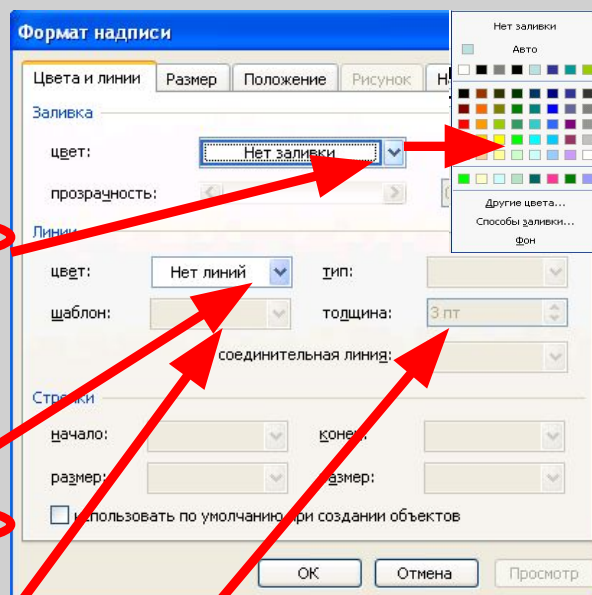 Формат надписи
Нет заливки
Авто
Цвета и линии Размер Положение Рисунок
Заливка
цвет: Нет заливки
прозрачность:
Другие цвета...
Способы заливки...
Фон
Линии
цвет: Нет линий тип:
шаблон: толщина: 3 пт
соединительная линия:
Стрелки
начало: конец:
размер: размер:
использовать по умолчанию при создании объектов
ОК Отмена Просмотр